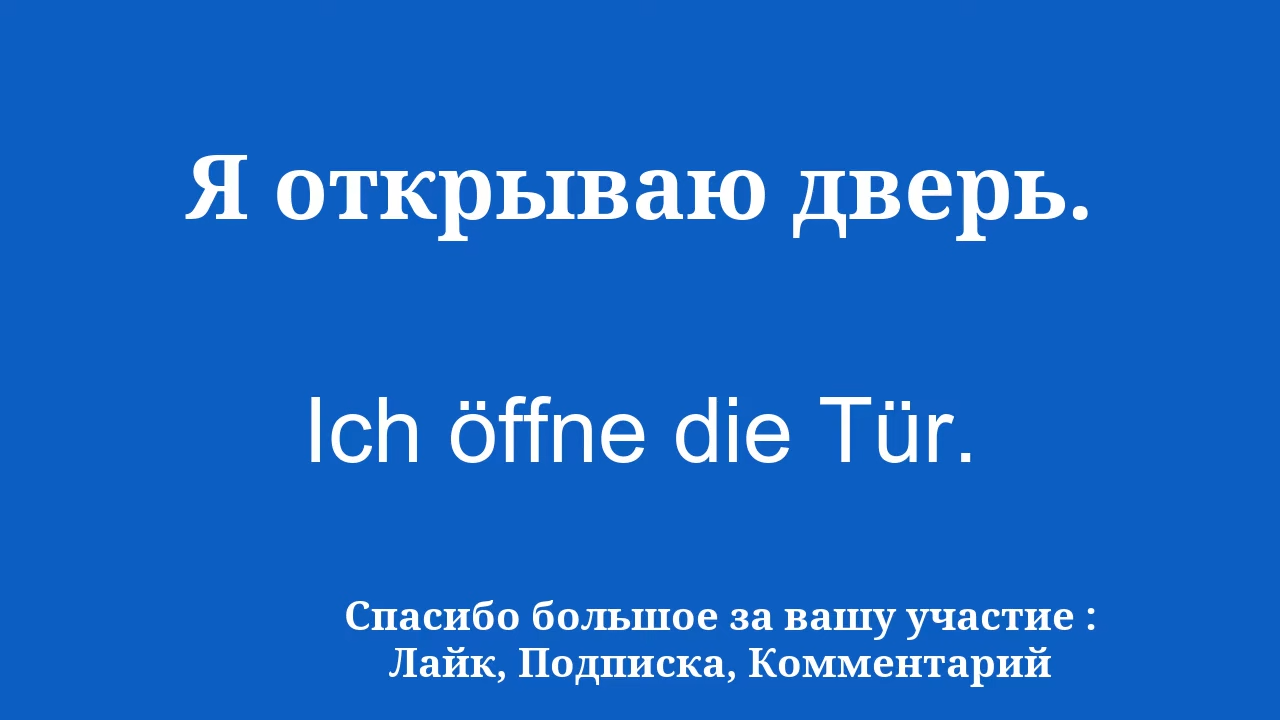 Я открываю дверь.
Ich öffne die Tür.
Спасибо большое за вашу участие :
Лайк, Подписка, Комментарий